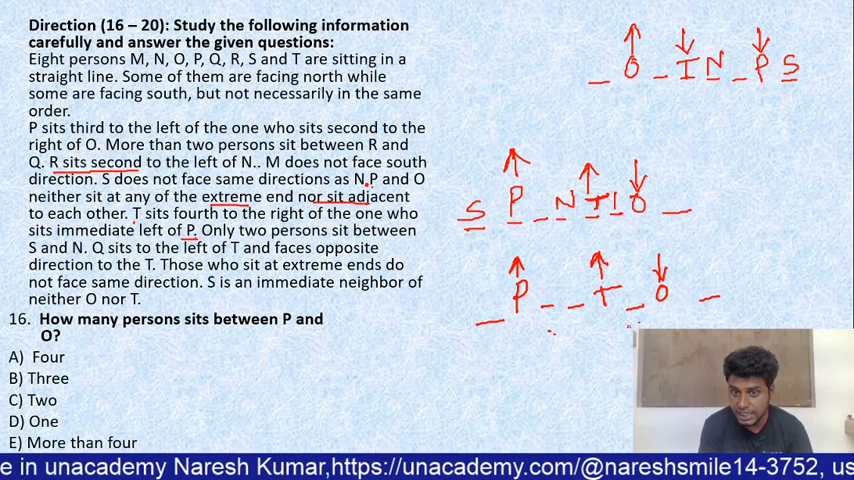 Direction (16 – 20): Study the following information
carefully and answer the given questions:
Eight persons M, N, O, P, Q, R, S and T are sitting in a
straight line. Some of them are facing north while
some are facing south, but not necessarily in the same
order.
P sits third to the left of the one who sits second to the
right of O. More than two persons sit between R and
Q. R sits second to the left of N.. M does not face south
direction. S does not face same directions as N.P and O
neither sit at any of the extreme end nor sit adjacent
to each other. T sits fourth to the right of the one who
sits immediate left of P. Only two persons sit between
S and N. Q sits to the left of T and faces opposite
direction to the T. Those who sit at extreme ends do
not face same direction. S is an immediate neighbor of
neither O nor T.
16. How many persons sits between P and
O?
A) Four
B) Three
C) Two
D) One
E) More than four
O T N P S
S P N T O
P T O
e in unacademy Naresh Kumar,https://unacademy.com/@nareshsmile14-3752, us